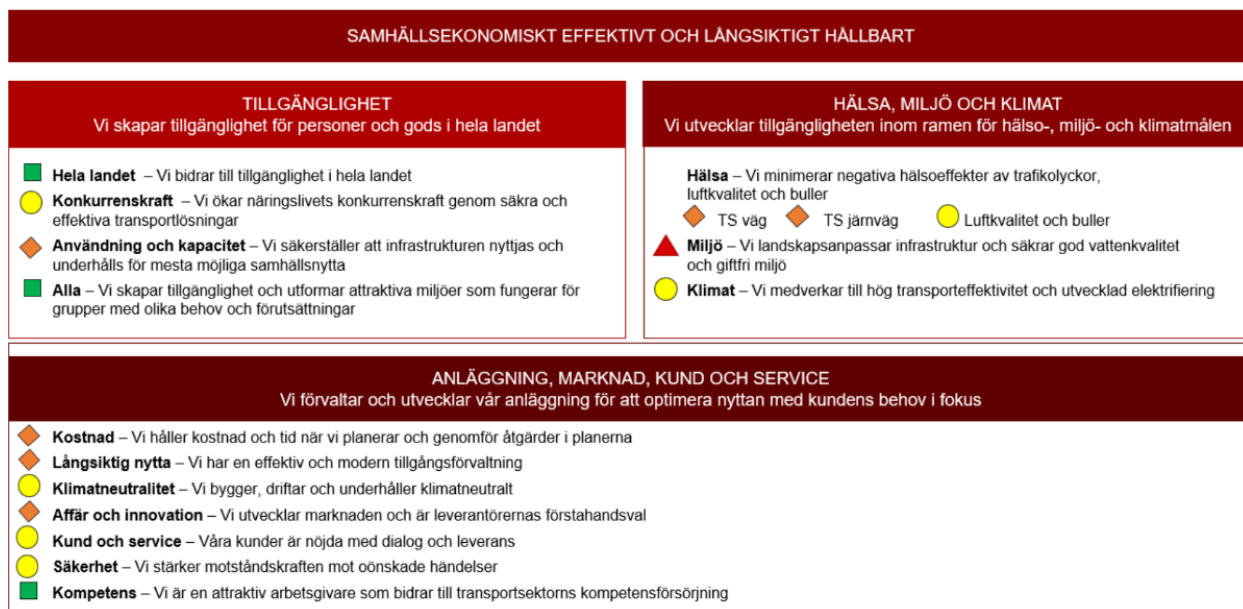 SAMHÄLLSEKONOMISKT EFFEKTIVT OCH LÅNGSIKTIGT HÅLLBART
TILLGÄNGLIGHET
Vi skapar tillgänglighet för personer och gods i hela landet
Hela landet – Vi bidrar till tillgänglighet i hela landet
Konkurrenskraft – Vi ökar näringslivets konkurrenskraft genom säkra och
effektiva transportlösningar
Användning och kapacitet – Vi säkerställer att infrastrukturen nyttjas och
underhålls för mesta möjliga samhällsnytta
Alla – Vi skapar tillgänglighet och utformar attraktiva miljöer som fungerar för
grupper med olika behov och förutsättningar
HÄLSA, MILJÖ OCH KLIMAT
Vi utvecklar tillgängligheten inom ramen för hälso-, miljö- och klimatmålen
Hälsa – Vi minimerar negativa hälsoeffekter av trafikolyckor,
luftkvalitet och buller
TS väg TS järnväg Luftkvalitet och buller
Miljö – Vi landskapsanpassar infrastruktur och säkrar god vattenkvalitet
och giftfri miljö
Klimat – Vi medverkar till hög transporteffektivitet och utvecklad elektrifiering
ANLÄGGNING, MARKNAD, KUND OCH SERVICE
Vi förvaltar och utvecklar vår anläggning för att optimera nyttan med kundens behov i fokus
Kostnad – Vi håller kostnad och tid när vi planerar och genomför åtgärder i planerna
Långsiktig nytta – Vi har en effektiv och modern tillgångsförvaltning
Klimatneutralitet – Vi bygger, driftar och underhåller klimatneutralt
Affär och innovation – Vi utvecklar marknaden och är leverantörernas förstahandsval
Kund och service – Våra kunder är nöjda med dialog och leverans
Säkerhet – Vi stärker motståndskraften mot oönskade händelser
Kompetens – Vi är en attraktiv arbetsgivare som bidrar till transportsektorns kompetensförsörjning